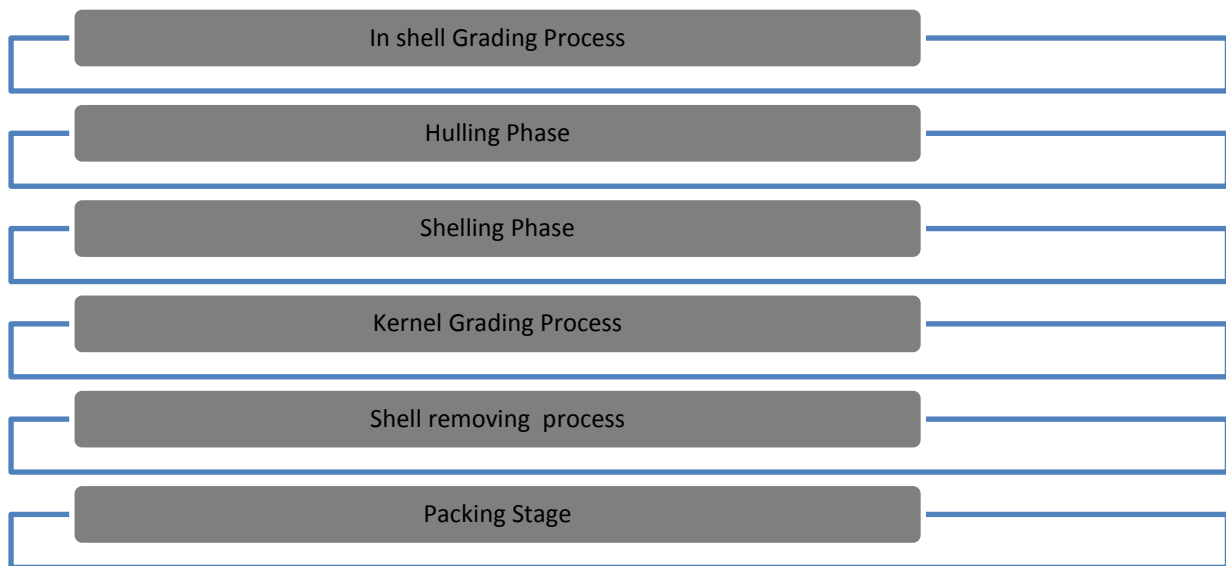 In shell Grading Process
Hulling Phase
Shelling Phase
Kernel Grading Process
Shell removing  process
Packing Stage